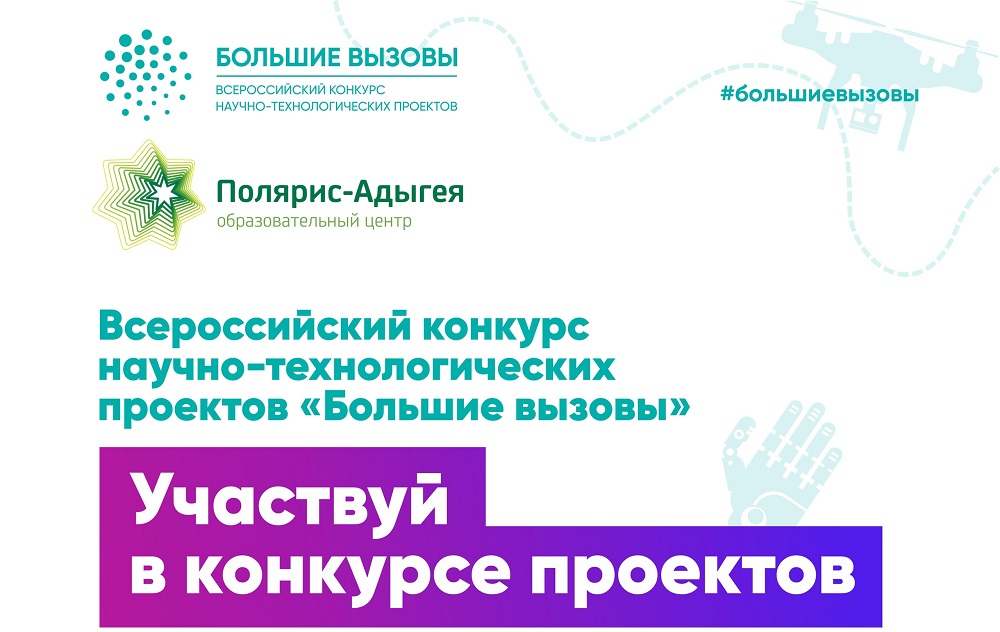 БОЛЬШИЕ ВЫЗОВЫ
ВСЕРОССИЙСКИЙ КОНКУРС
НАУЧНО-ТЕХНОЛОГИЧЕСКИХ ПРОЕКТОВ
#большиевызовы
Полярис-Адыгея
образовательный центр
Всероссийский конкурс
научно-технологических
проектов «Большие вызовы»
Участвуй
в конкурсе проектов